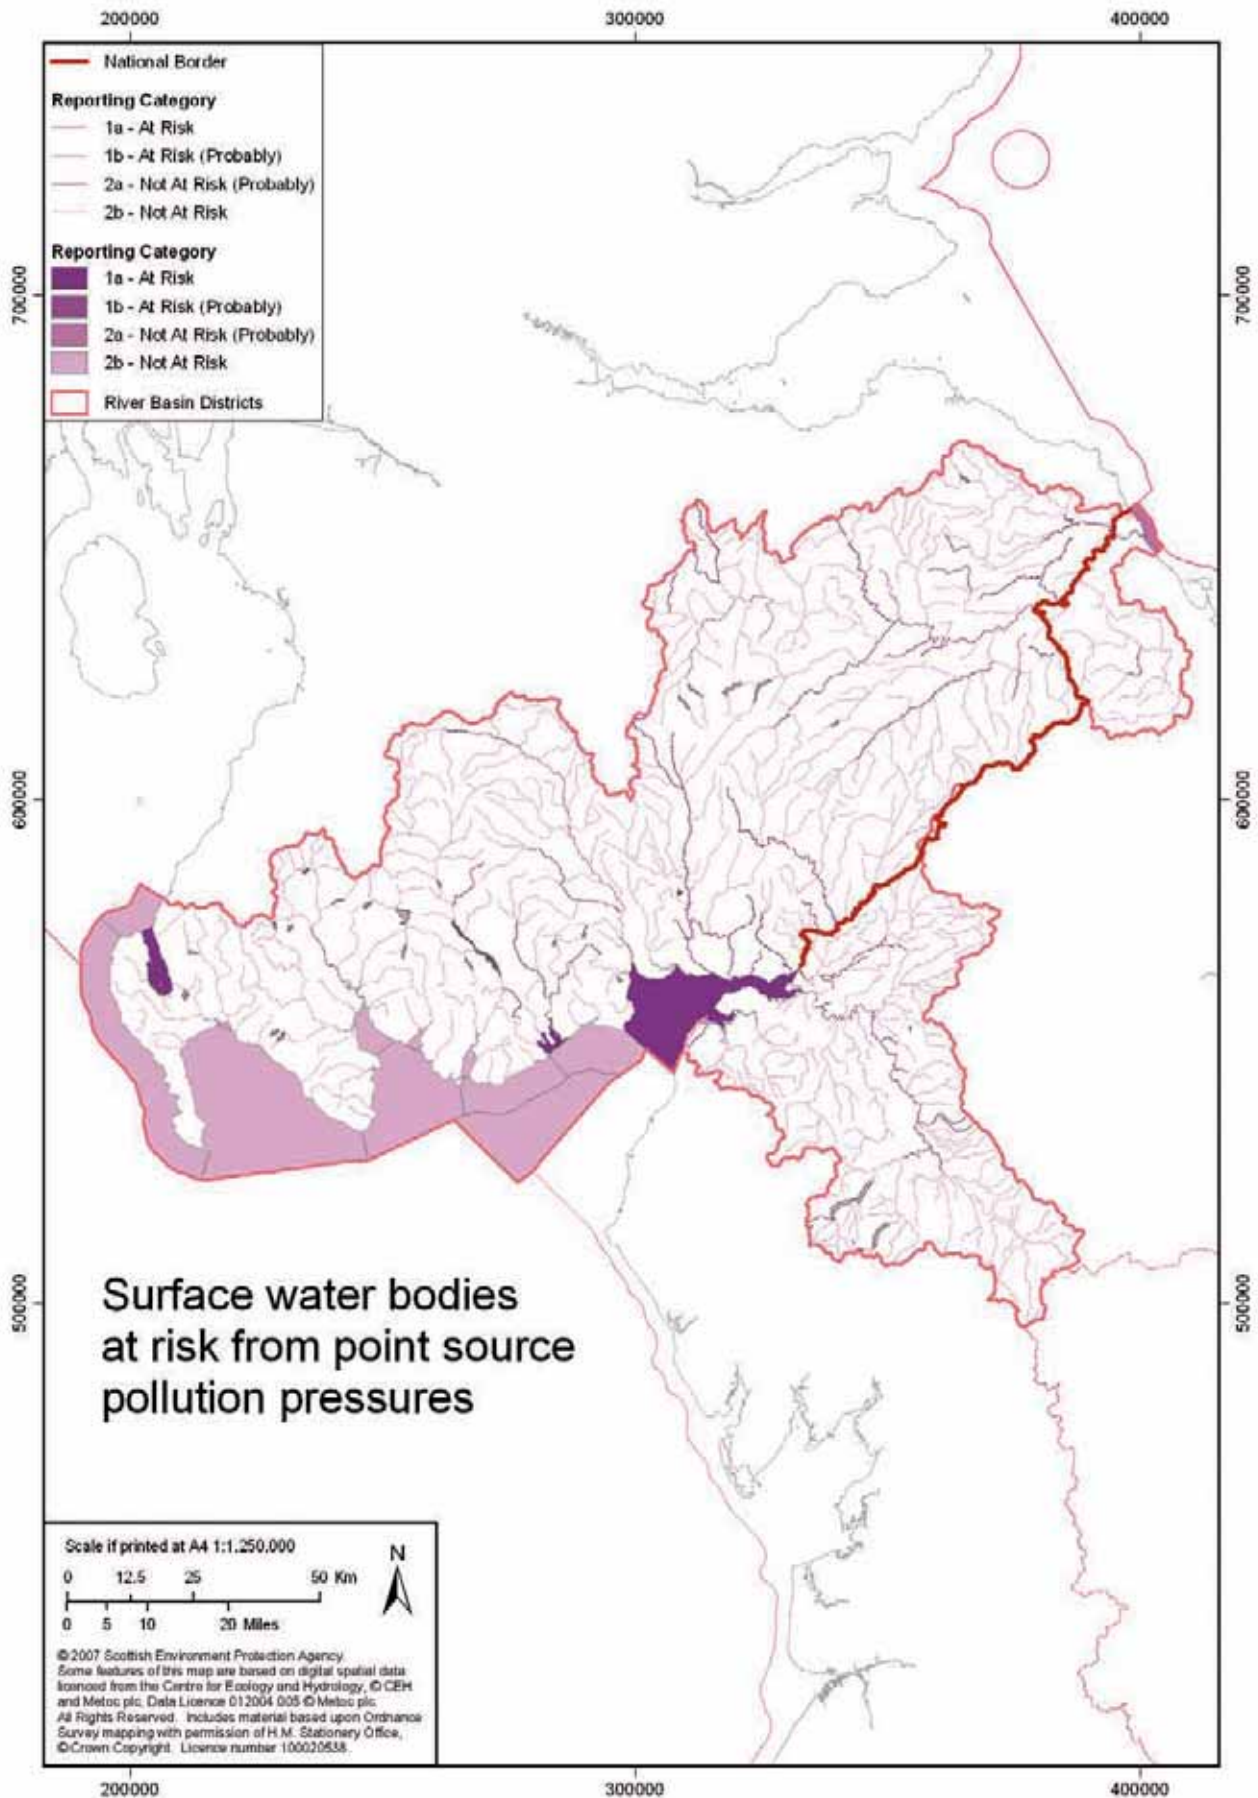 200000 300000 400000
National Border
Reporting Category
1a - At Risk
1b - At Risk (Probably)
2a - Not At Risk (Probably)
2b - Not At Risk
Reporting Category
1a - At Risk
1b - At Risk (Probably)
2a - Not At Risk (Probably)
2b - Not At Risk
River Basin Districts
700000 700000
600000 600000
500000 500000
Surface water bodies
at risk from point source
pollution pressures
Scale if printed at A4 1:1,250,000
0 12.5 25 50 Km
N
0 5 10 20 Miles
© 2007 Scottish Environment Protection Agency.
Some features of this map are based on digital spatial data
licenced from the Centre for Ecology and Hydrology, © CEH
and Metoc plc, Data Licence 012004.005 © Metoc plc.
All Rights Reserved. Includes material based upon Ordnance
Survey mapping with permission of H.M. Stationery Office,
© Crown Copyright. Licence number 100020538.
200000 300000 400000